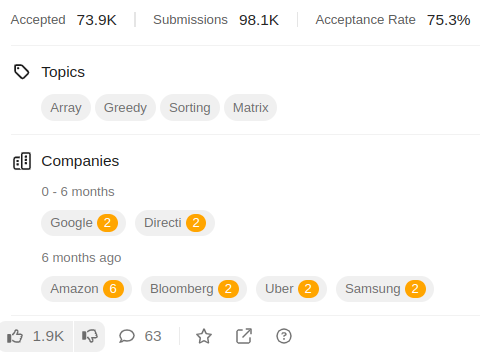 Accepted 73.9K Submissions 98.1K Acceptance Rate 75.3%
Topics
Array Greedy Sorting Matrix
Companies
0 - 6 months
Google 2 Directi 2
6 months ago
Amazon 6 Bloomberg 2 Uber 2 Samsung 2
1.9K 63